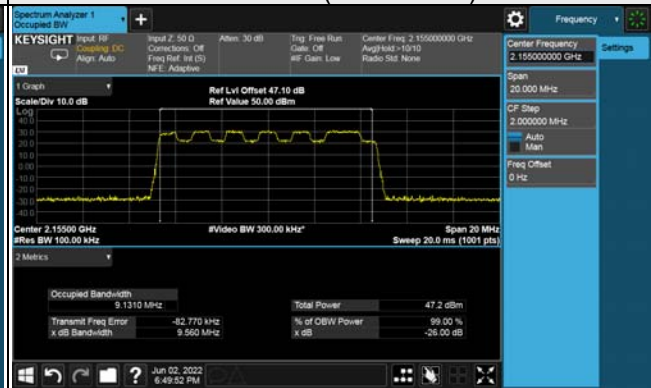 Spectrum Analyzer 1
Occupied BW
+
Frequency
KEYSIGHT
Input: RF
Coupling: DC
Align: Auto
Input Z: 50 Ω
Corrections: Off
Freq Ref: Int (S)
NFE: Adaptive
Atten: 30 dB
Trig: Free Run
Gate: Off
#IF Gain: Low
Center Freq: 2.155000000 GHz
Avg|Hold:>10/10
Radio Std: None
Center Frequency
2.155000000 GHz
Settings
Span
20.000 MHz
CF Step
2.000000 MHz
Auto
Man
Freq Offset
0 Hz
1 Graph
Scale/Div 10.0 dB
Ref Lvl Offset 47.10 dB
Ref Value 50.00 dBm
Log
40.0
30.0
20.0
10.0
0.00
-10.0
-20.0
-30.0
-40.0
Center 2.15500 GHz
#Video BW 300.00 kHz*
Span 20 MHz
#Res BW 100.00 kHz
Sweep 20.0 ms (1001 pts)
2 Metrics
Occupied Bandwidth
9.1310 MHz
Total Power
47.2 dBm
Transmit Freq Error
-82.770 kHz
% of OBW Power
99.00 %
x dB Bandwidth
9.560 MHz
x dB
-26.00 dB
?
Jun 02, 2022
6:49:52 PM